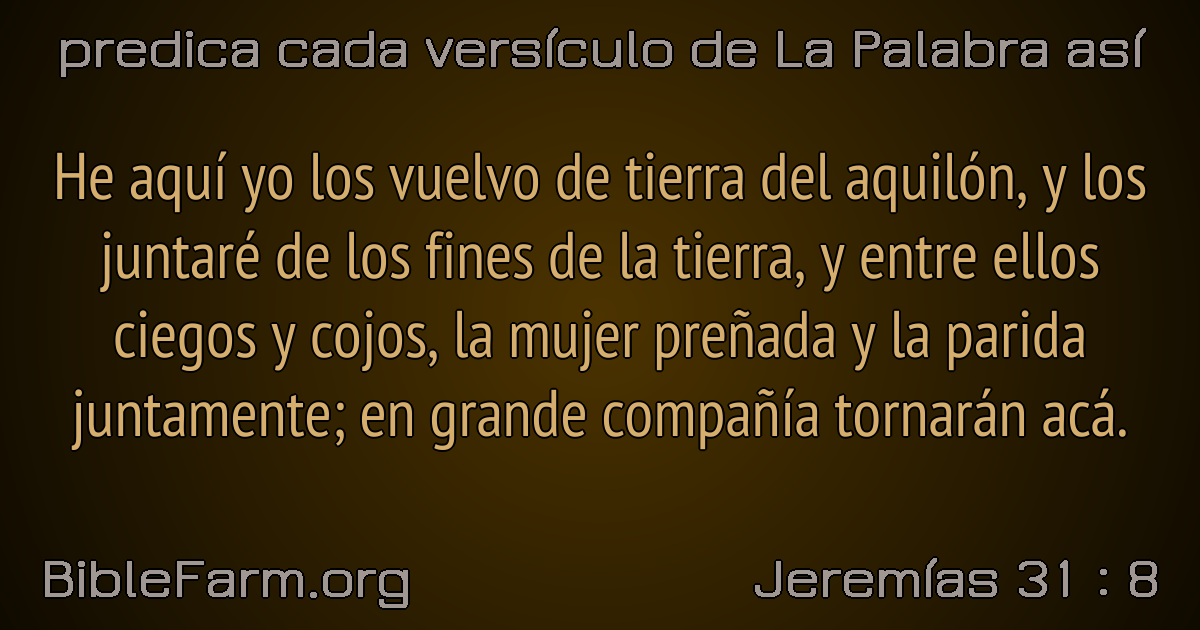 predica cada versículo de La Palabra así
He aquí yo los vuelvo de tierra del aquilón, y los
juntaré de los fines de la tierra, y entre ellos
ciegos y cojos, la mujer preñada y la parida
juntamente; en grande compañía tornarán acá.
BibleFarm.org
Jeremías 31 : 8